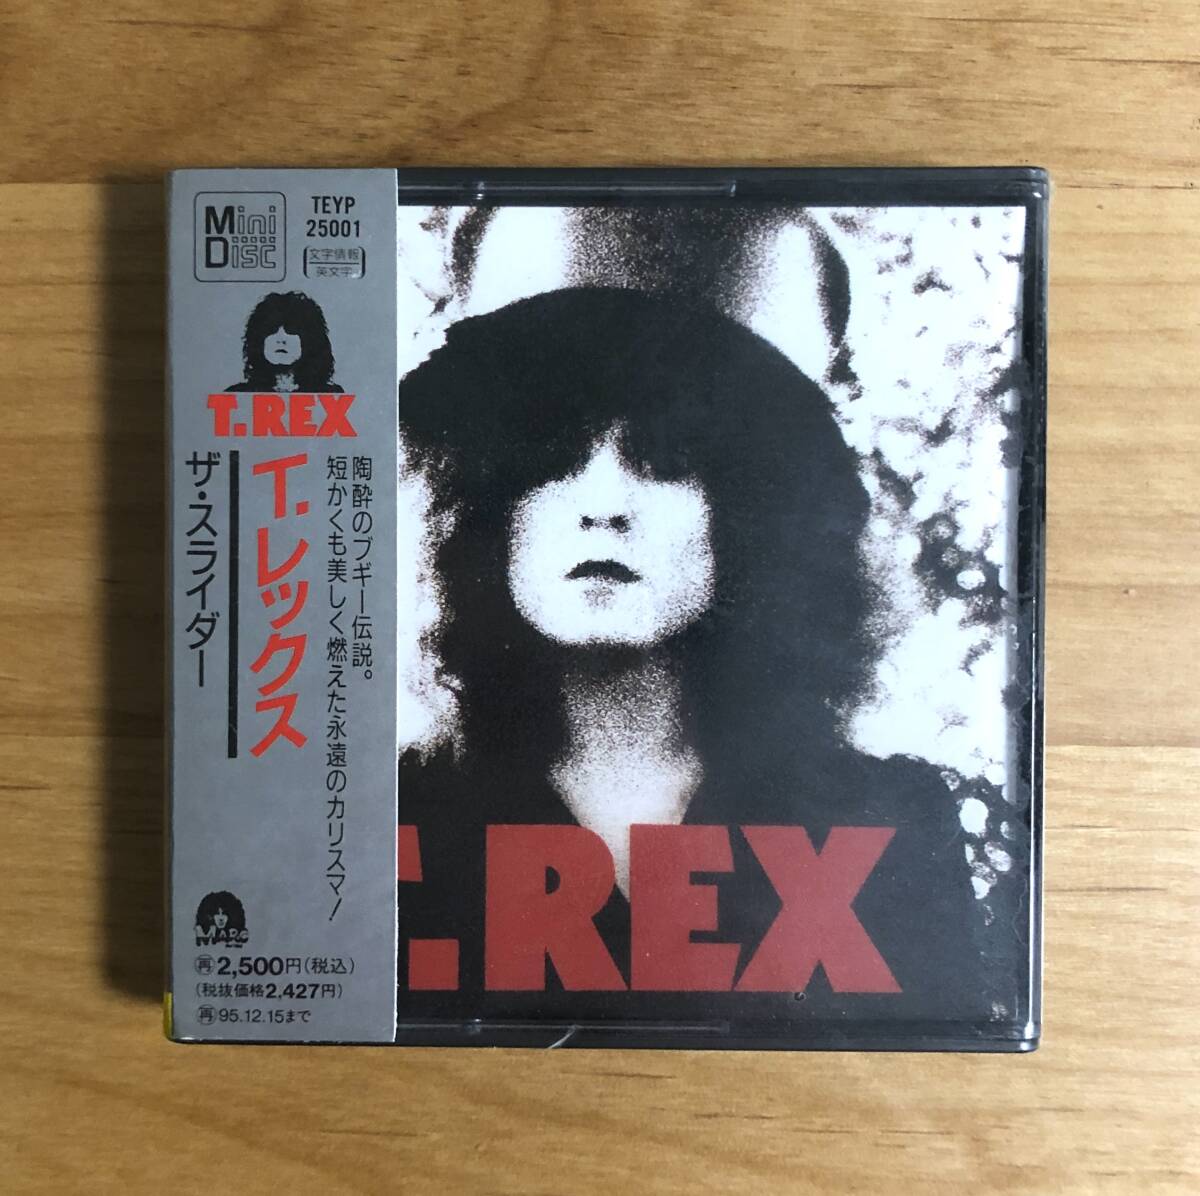 Mini
Disc
TEYP
25001
文字情報
英文字
T.REX
陶酔のブギー伝説。
短かくも美しく燃えた永遠のカリスマ!
T.レックス
ザ・スライダー
再2,500円(税込)
(税抜価格2,427円)
再95.12.15まで
T.REX